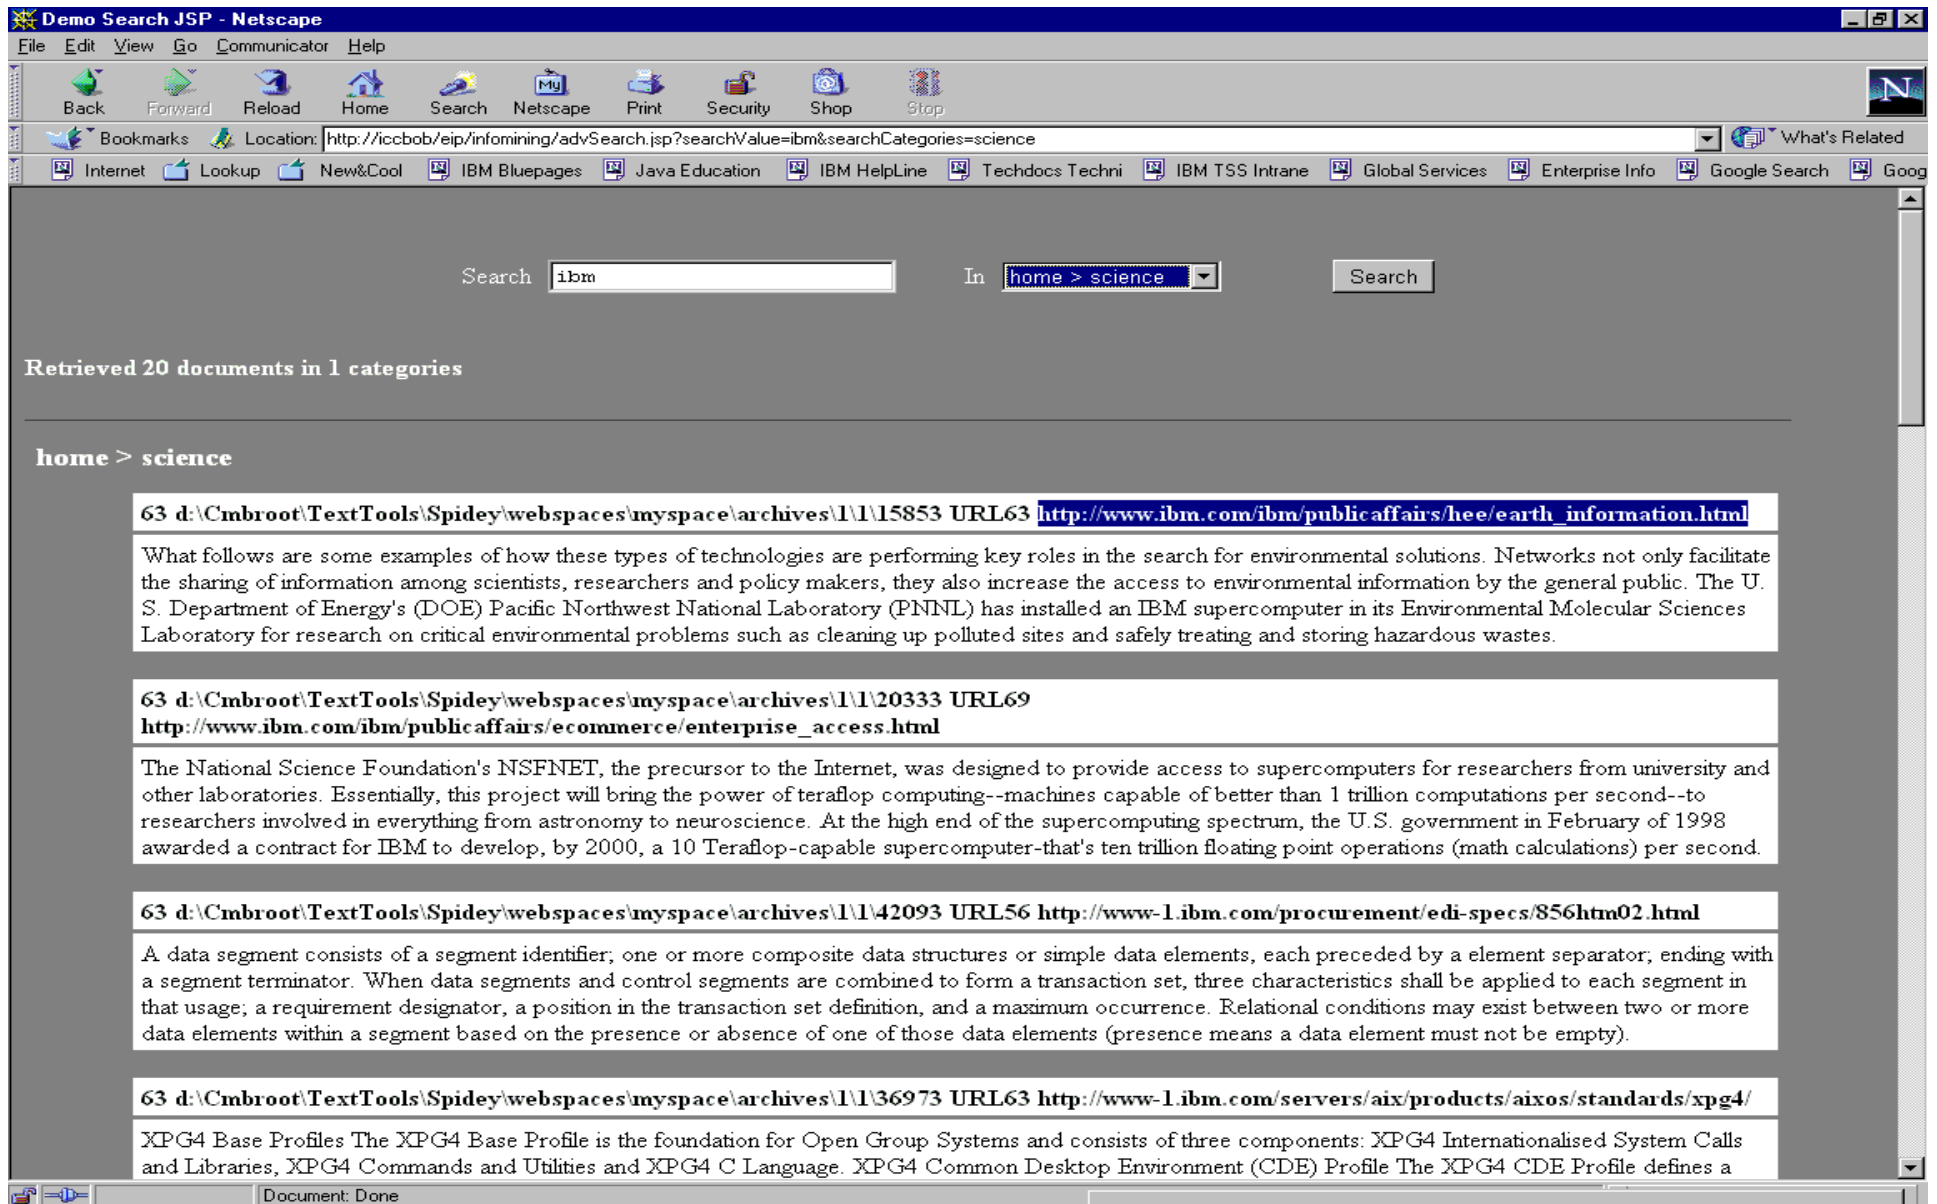 Demo Search JSP - Netscape
File Edit View Go Communicator Help
My
Back Forward Reload Home Search Netscape Print Security Shop Stop
N
Bookmarks Location: http://iccbob/eip/infomining/advSearch.jsp?searchValue=ibm&searchCategories=science What's Related
Internet Lookup New&Cool IBM Bluepages Java Education IBM HelpLine Techdocs Techni IBM TSS Intrane Global Services Enterprise Info Google Search Goog
Search ibm In home > science Search
Retrieved 20 documents in 1 categories
home > science
63 d:\Cmbroot\TextTools\Spidey\webspaces\myspace\archives\1\1\15853 URL63 http://www.ibm.com/ibm/publicaffairs/hee/earth_information.html
What follows are some examples of how these types of technologies are performing key roles in the search for environmental solutions. Networks not only facilitate
the sharing of information among scientists, researchers and policy makers, they also increase the access to environmental information by the general public. The U.
S. Department of Energy's (DOE) Pacific Northwest National Laboratory (PNNL) has installed an IBM supercomputer in its Environmental Molecular Sciences
Laboratory for research on critical environmental problems such as cleaning up polluted sites and safely treating and storing hazardous wastes.
63 d:\Cmbroot\TextTools\Spidey\webspaces\myspace\archives\1\1\20333 URL69
http://www.ibm.com/ibm/publicaffairs/ecommerce/enterprise_access.html
The National Science Foundation's NSFNET, the precursor to the Internet, was designed to provide access to supercomputers for researchers from university and
other laboratories. Essentially, this project will bring the power of teraflop computing--machines capable of better than 1 trillion computations per second--to
researchers involved in everything from astronomy to neuroscience. At the high end of the supercomputing spectrum, the U.S. government in February of 1998
awarded a contract for IBM to develop, by 2000, a 10 Teraflop-capable supercomputer-that's ten trillion floating point operations (math calculations) per second.
63 d:\Cmbroot\TextTools\Spidey\webspaces\myspace\archives\1\1\42093 URL56 http://www-1.ibm.com/procurement/edi-specs/856htm02.html
A data segment consists of a segment identifier; one or more composite data structures or simple data elements, each preceded by a element separator; ending with
a segment terminator. When data segments and control segments are combined to form a transaction set, three characteristics shall be applied to each segment in
that usage; a requirement designator, a position in the transaction set definition, and a maximum occurrence. Relational conditions may exist between two or more
data elements within a segment based on the presence or absence of one of those data elements (presence means a data element must not be empty).
63 d:\Cmbroot\TextTools\Spidey\webspaces\myspace\archives\1\1\36973 URL63 http://www-1.ibm.com/servers/aix/products/aixos/standards/xpg4/
XPG4 Base Profiles The XPG4 Base Profile is the foundation for Open Group Systems and consists of three components: XPG4 Internationalised System Calls
and Libraries, XPG4 Commands and Utilities and XPG4 C Language. XPG4 Common Desktop Environment (CDE) Profile The XPG4 CDE Profile defines a
Document: Done